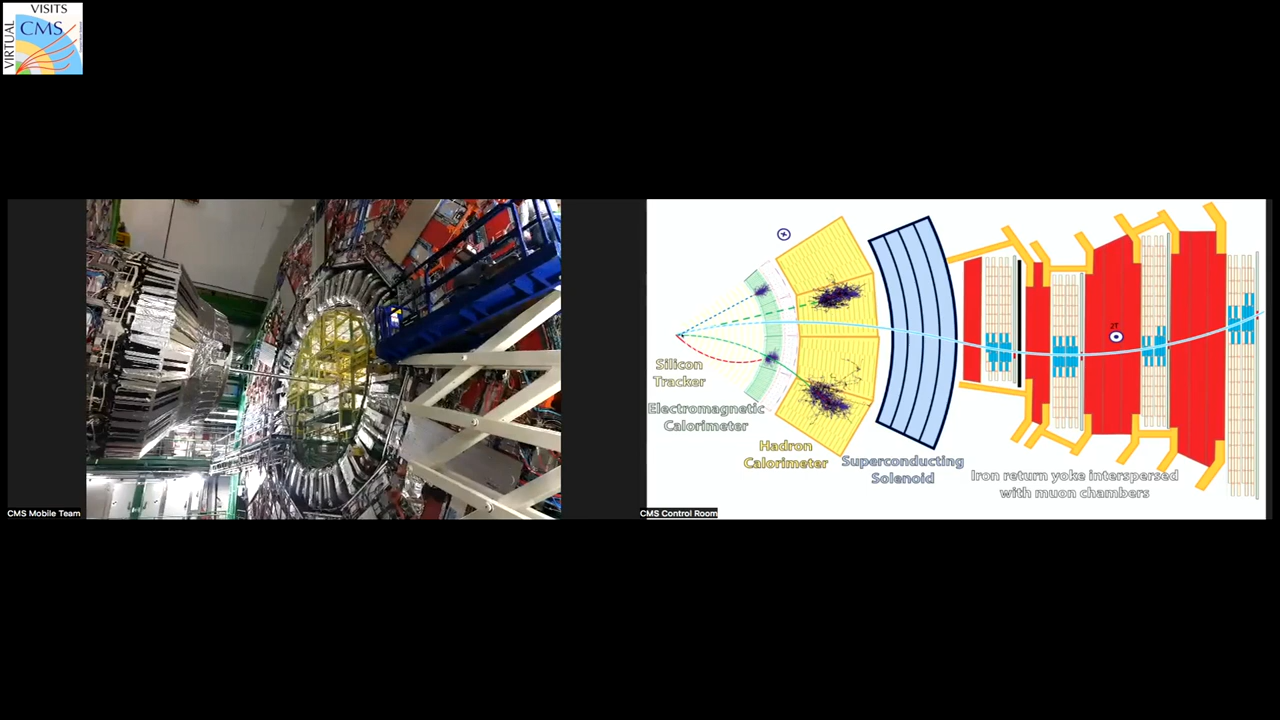 VISITS
VIRTUAL
CMS
Silicon
Tracker
Electromagnetic
Calorimeter
Hadron
Calorimeter
Superconducting
Solenoid
2T
Iron return yoke interspersed
with muon chambers
CMS Mobile Team
CMS Control Room